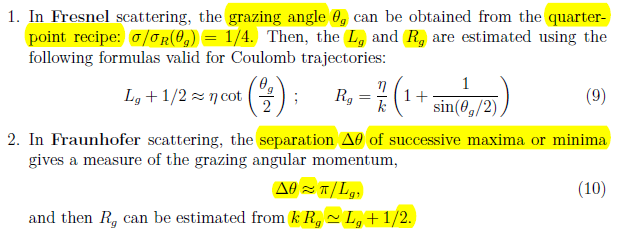 1. In Fresnel scattering, the grazing angle θ_g can be obtained from the quarter-
point recipe: σ/σ_R(θ_g) = 1/4. Then, the L_g and R_g are estimated using the
following formulas valid for Coulomb trajectories:
L_g + 1/2 ≈ η cot (θ_g/2) ; R_g = η/k (1 + 1/sin(θ_g/2)) (9)
2. In Fraunhofer scattering, the separation Δθ of successive maxima or minima
gives a measure of the grazing angular momentum,
Δθ ≈ π/L_g, (10)
and then R_g can be estimated from k R_g ≃ L_g + 1/2.